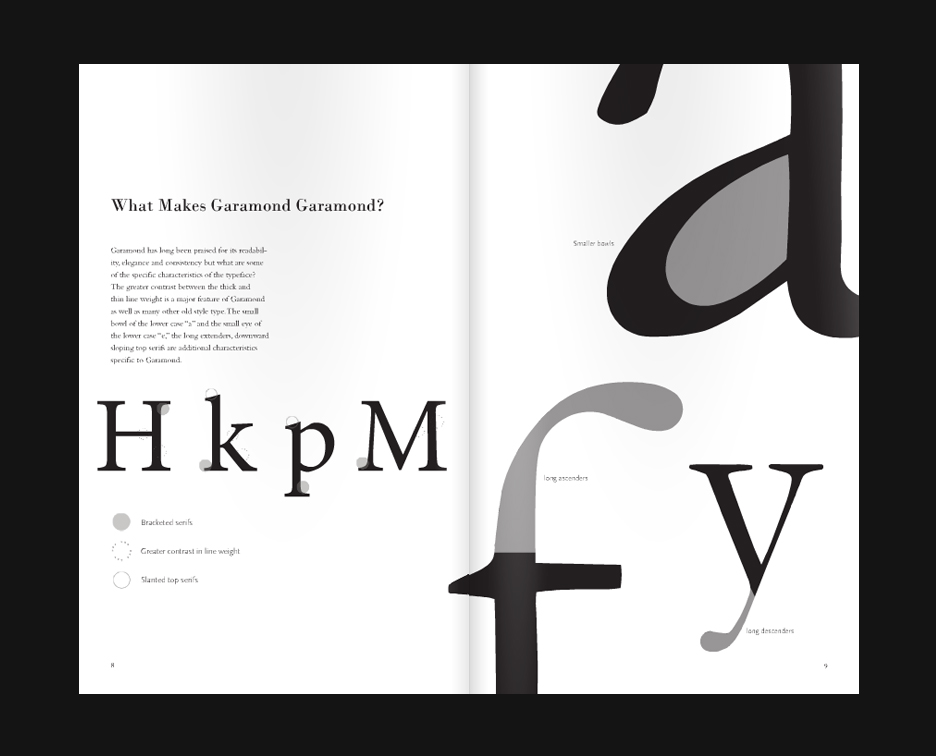 What Makes Garamond Garamond?
Garamond has long been praised for its readabil-
ity, elegance and consistency but what are some
of the specific characteristics of the typeface?
The greater contrast between the thick and
thin line weight is a major feature of Garamond
as well as many other old style type. The small
bowl of the lower case “a” and the small eye of
the lower case “e,” the long extenders, downward
sloping top serifs are additional characteristics
specific to Garamond.
H k p M
Bracketed serifs
Greater contrast in line weight
Slanted top serifs
8
a
Smaller bowls
f
long ascenders
y
long descenders
9